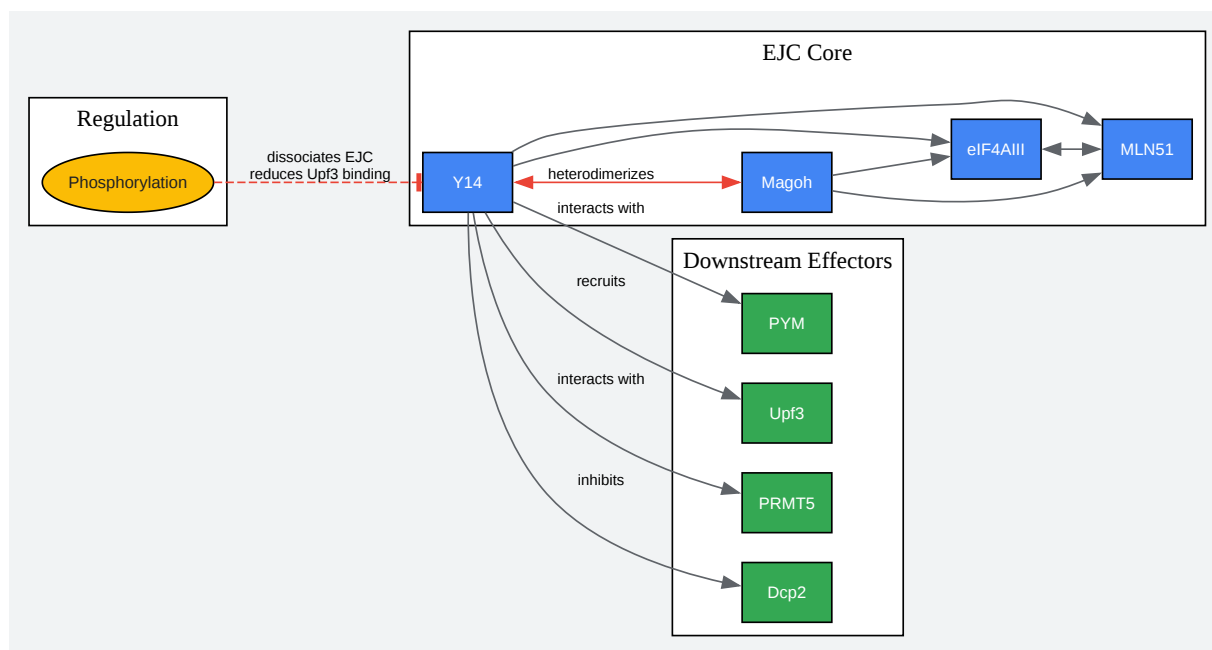 EJC Core
Regulation
Phosphorylation
dissociates EJC
reduces Upf3 binding
Y14
heterodimerizes
Magoh
eIF4AIII
MLN51
interacts with
Downstream Effectors
recruits
PYM
interacts with
Upf3
inhibits
PRMT5
Dcp2